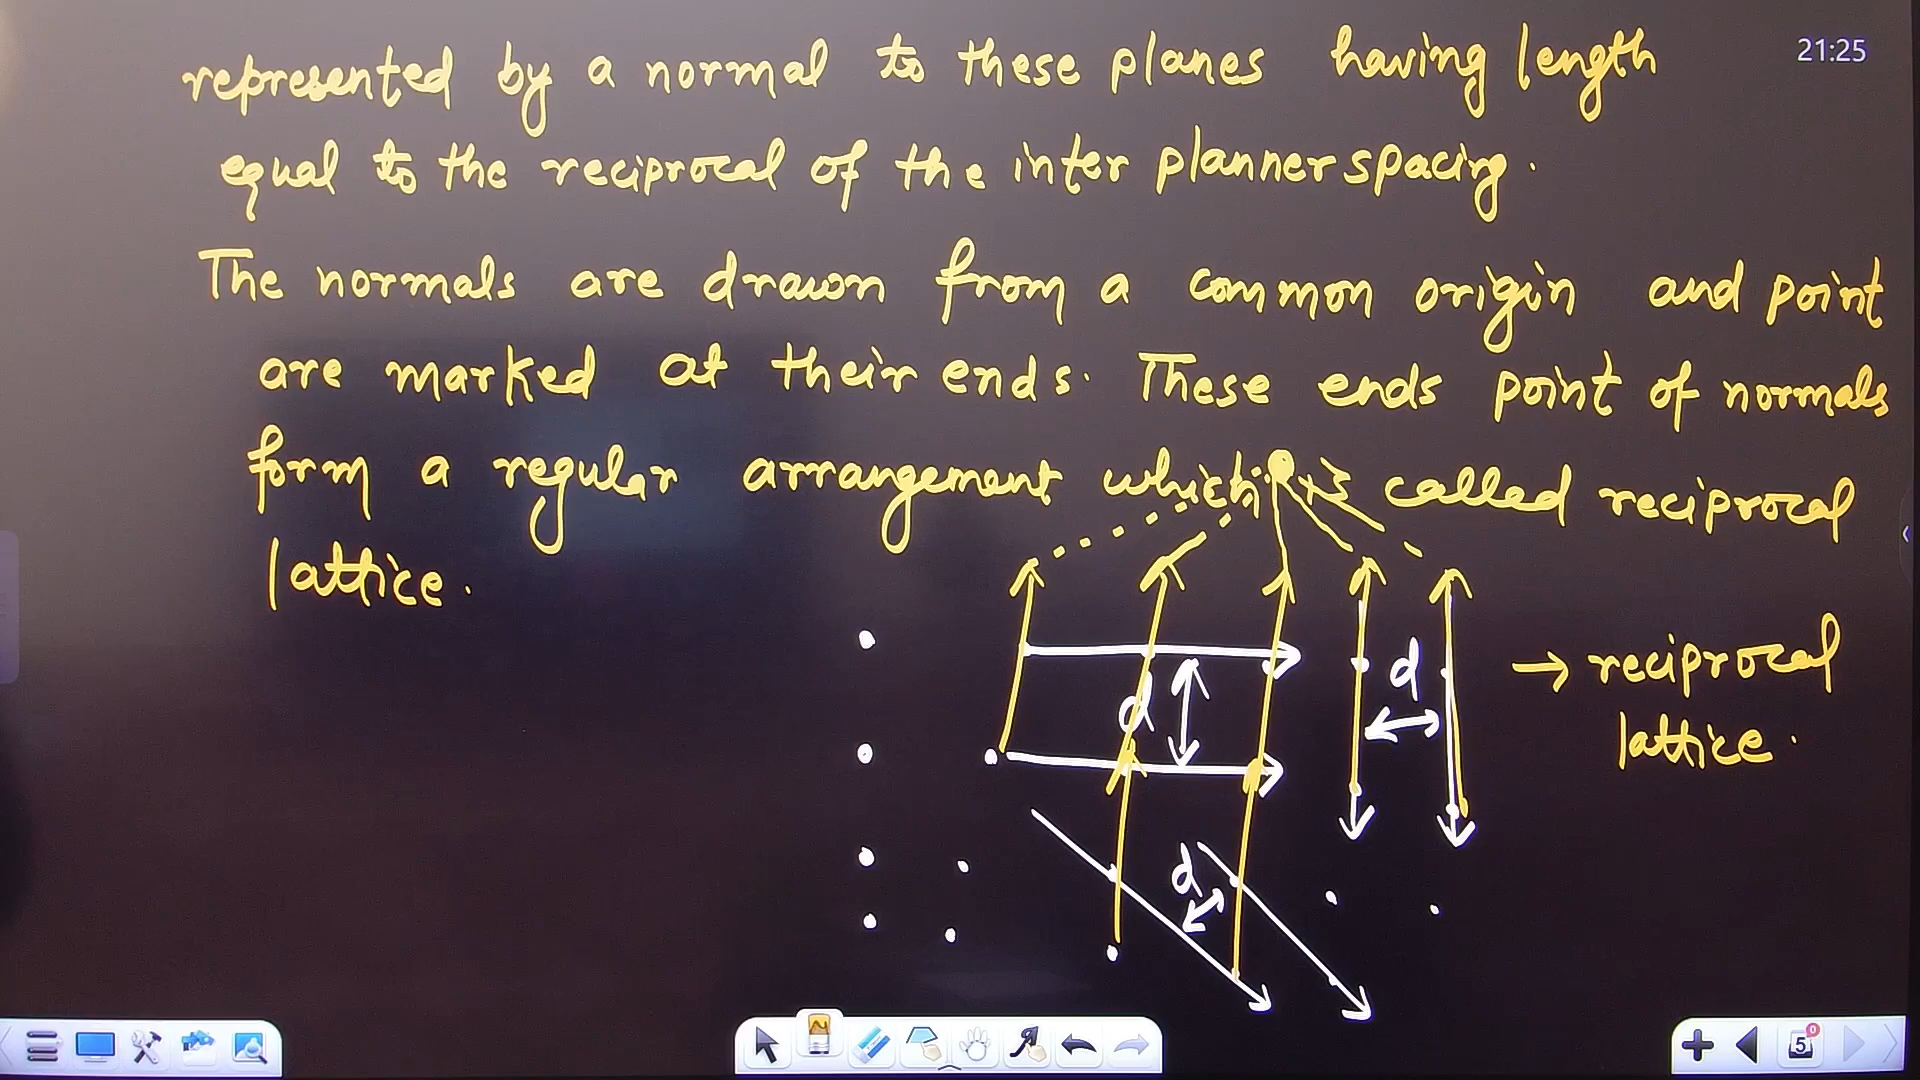 represented by a normal to these planes having length
21:25
equal to the reciprocal of the inter planner spacing.
The normals are drawn from a common origin and point
are marked at their ends. These ends point of normals
form a regular arrangement which is called reciprocal
lattice.
d
d
d
→ reciprocal
lattice.
5
0